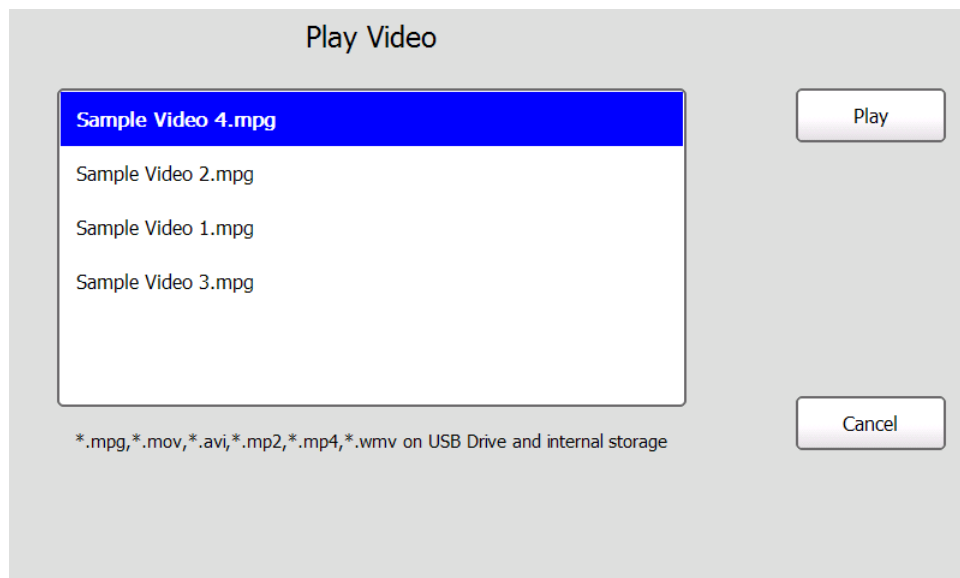 Play Video
Sample Video 4.mpg
Play
Sample Video 2.mpg
Sample Video 1.mpg
Sample Video 3.mpg
Cancel
*.mpg,*.mov,*.avi,*.mp2,*.mp4,*.wmv on USB Drive and internal storage